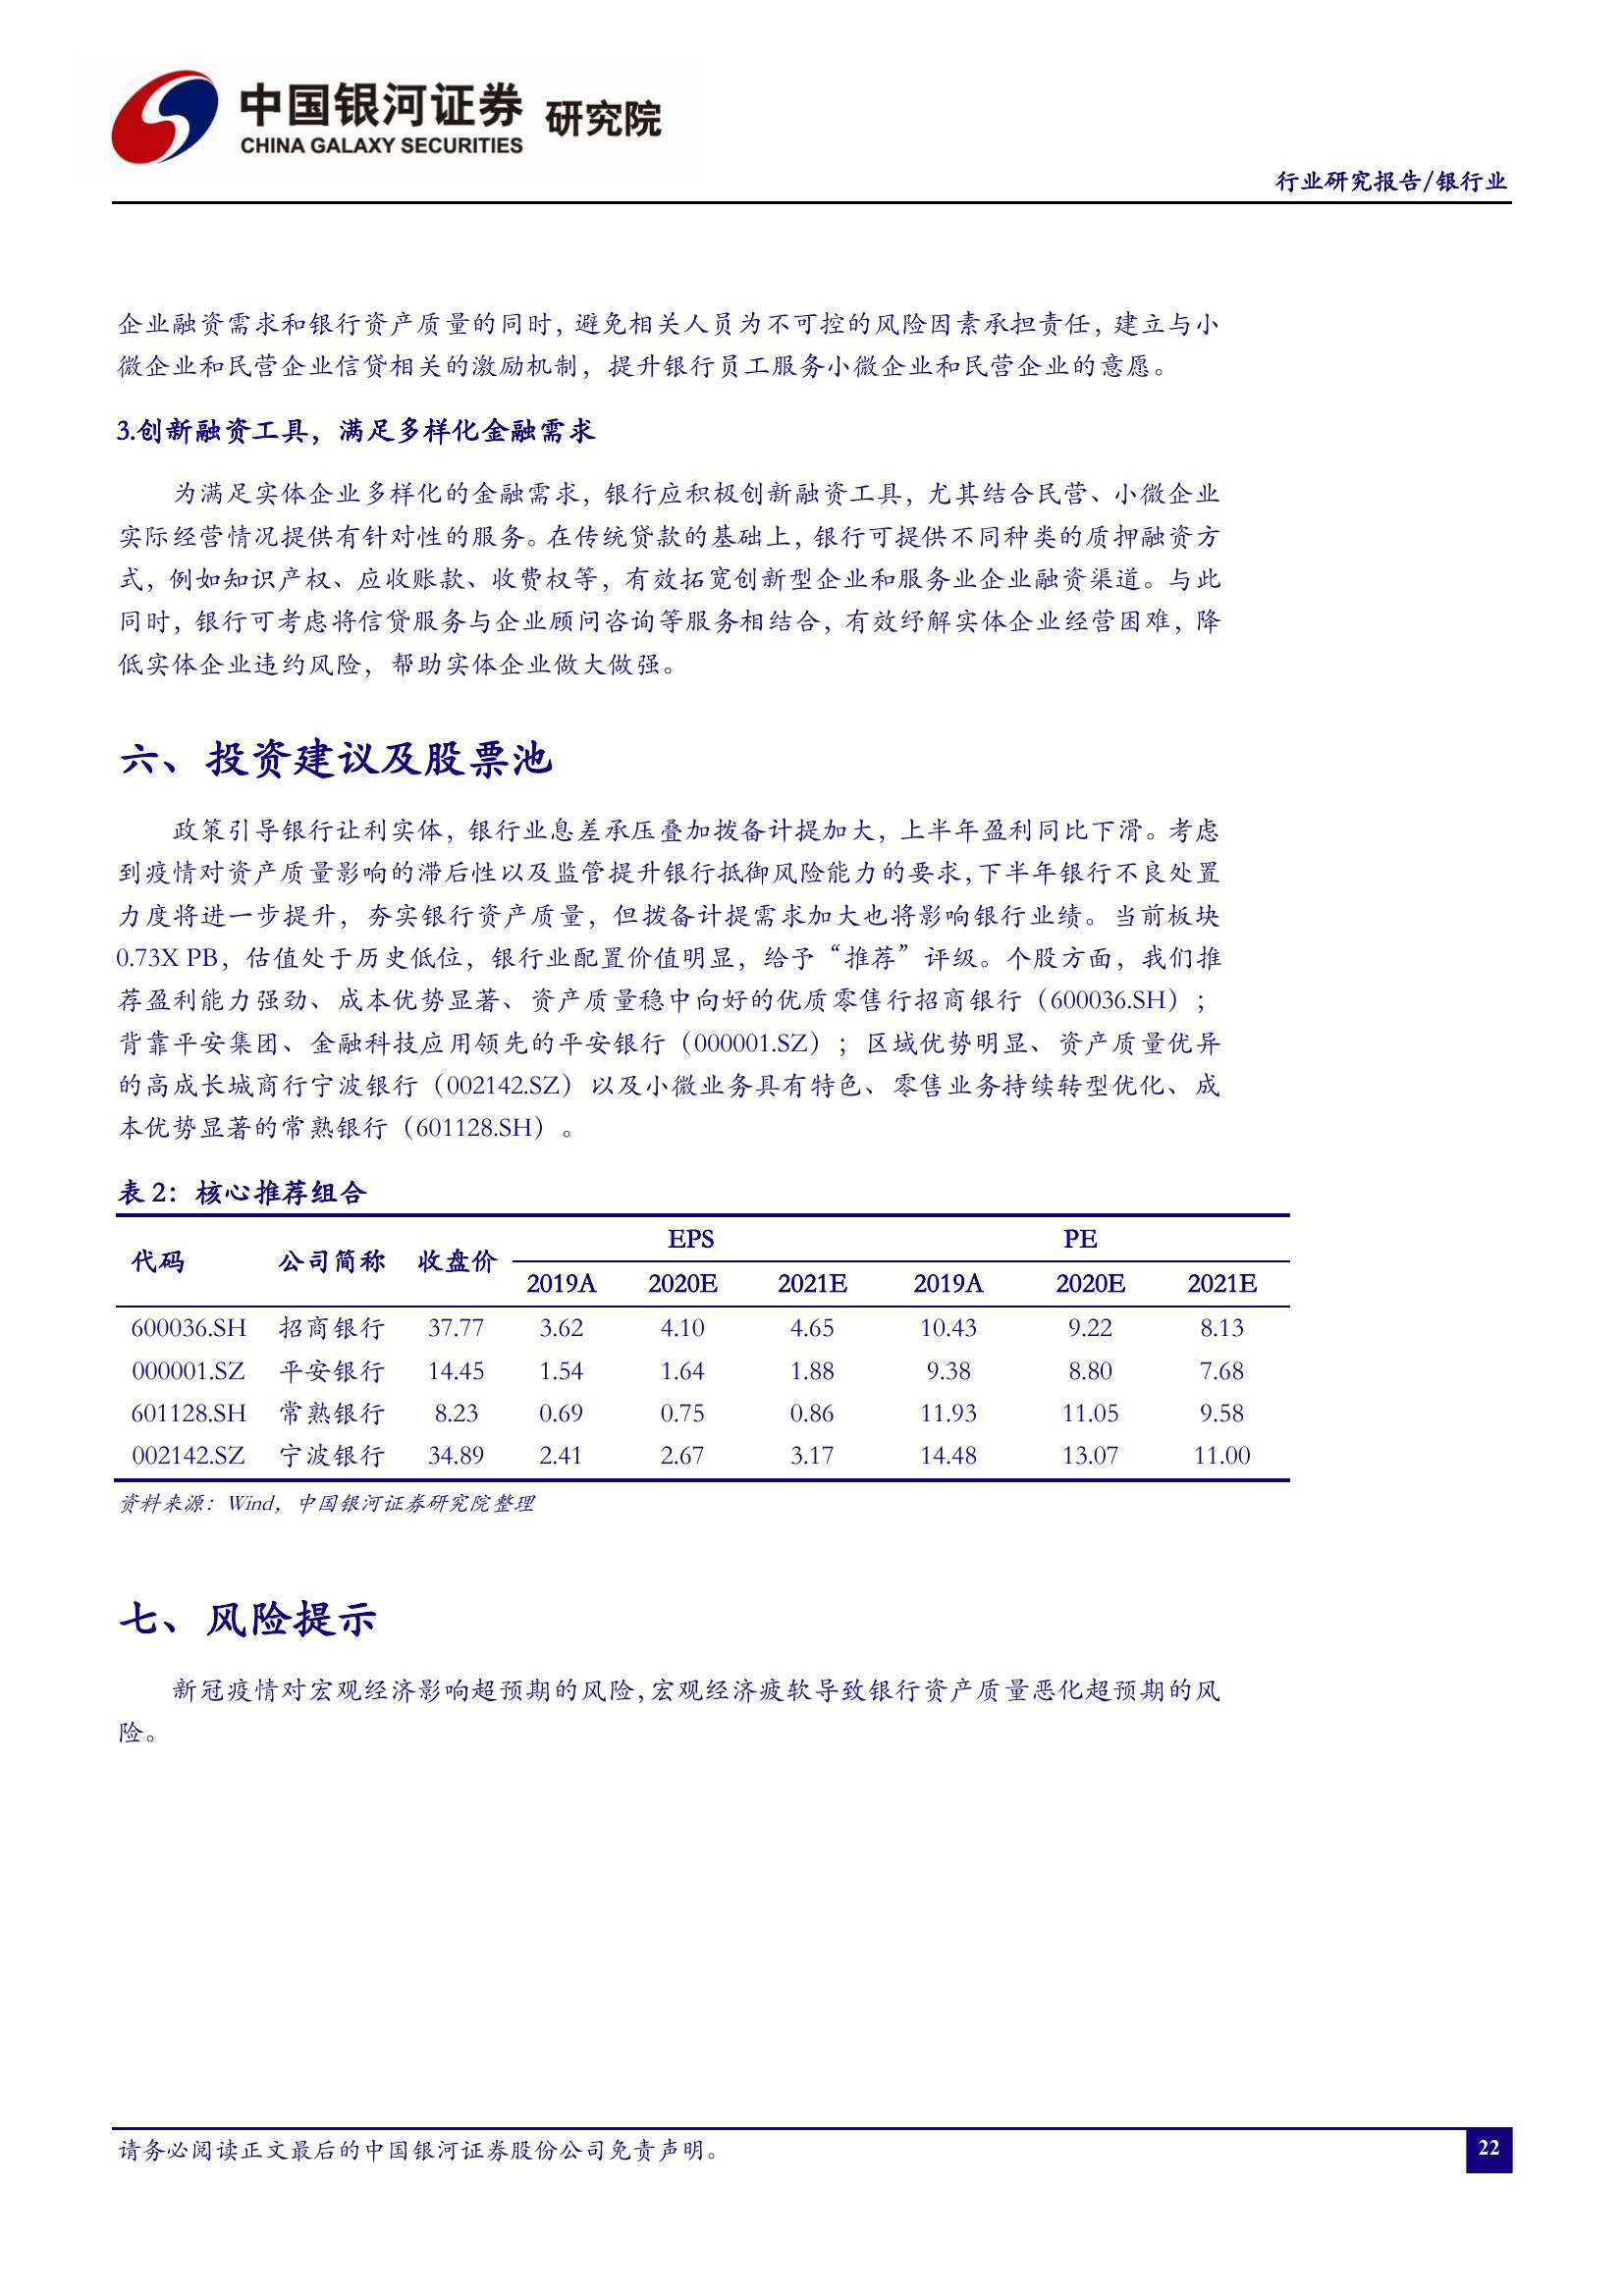 中国银河证券 研究院
CHINA GALAXY SECURITIES
行业研究报告/银行业
企业融资需求和银行资产质量的同时，避免相关人员为不可控的风险因素承担责任，建立与小
微企业和民营企业信贷相关的激励机制，提升银行员工服务小微企业和民营企业的意愿。
3.创新融资工具，满足多样化金融需求
为满足实体企业多样化的金融需求，银行应积极创新融资工具，尤其结合民营、小微企业
实际经营情况提供有针对性的服务。在传统贷款的基础上，银行可提供不同种类的质押融资方
式，例如知识产权、应收账款、收费权等，有效拓宽创新型企业和服务业企业融资渠道。与此
同时，银行可考虑将信贷服务与企业顾问咨询等服务相结合，有效纾解实体企业经营困难，降
低实体企业违约风险，帮助实体企业做大做强。
六、投资建议及股票池
政策引导银行让利实体，银行业息差承压叠加拨备计提加大，上半年盈利同比下滑。考虑
到疫情对资产质量影响的滞后性以及监管提升银行抵御风险能力的要求，下半年银行不良处置
力度将进一步提升，夯实银行资产质量，但拨备计提需求加大也将影响银行业绩。当前板块
0.73X PB，估值处于历史低位，银行业配置价值明显，给予“推荐”评级。个股方面，我们推
荐盈利能力强劲、成本优势显著、资产质量稳中向好的优质零售行招商银行（600036.SH）；
背靠平安集团、金融科技应用领先的平安银行（000001.SZ）；区域优势明显、资产质量优异
的高成长城商行宁波银行（002142.SZ）以及小微业务具有特色、零售业务持续转型优化、成
本优势显著的常熟银行（601128.SH）。
表 2：核心推荐组合
代码 公司简称 收盘价 EPS PE
2019A 2020E 2021E 2019A 2020E 2021E
600036.SH 招商银行 37.77 3.62 4.10 4.65 10.43 9.22 8.13
000001.SZ 平安银行 14.45 1.54 1.64 1.88 9.38 8.80 7.68
601128.SH 常熟银行 8.23 0.69 0.75 0.86 11.93 11.05 9.58
002142.SZ 宁波银行 34.89 2.41 2.67 3.17 14.48 13.07 11.00
资料来源：Wind，中国银河证券研究院整理
七、风险提示
新冠疫情对宏观经济影响超预期的风险，宏观经济疲软导致银行资产质量恶化超预期的风
险。
请务必阅读正文最后的中国银河证券股份公司免责声明。
22